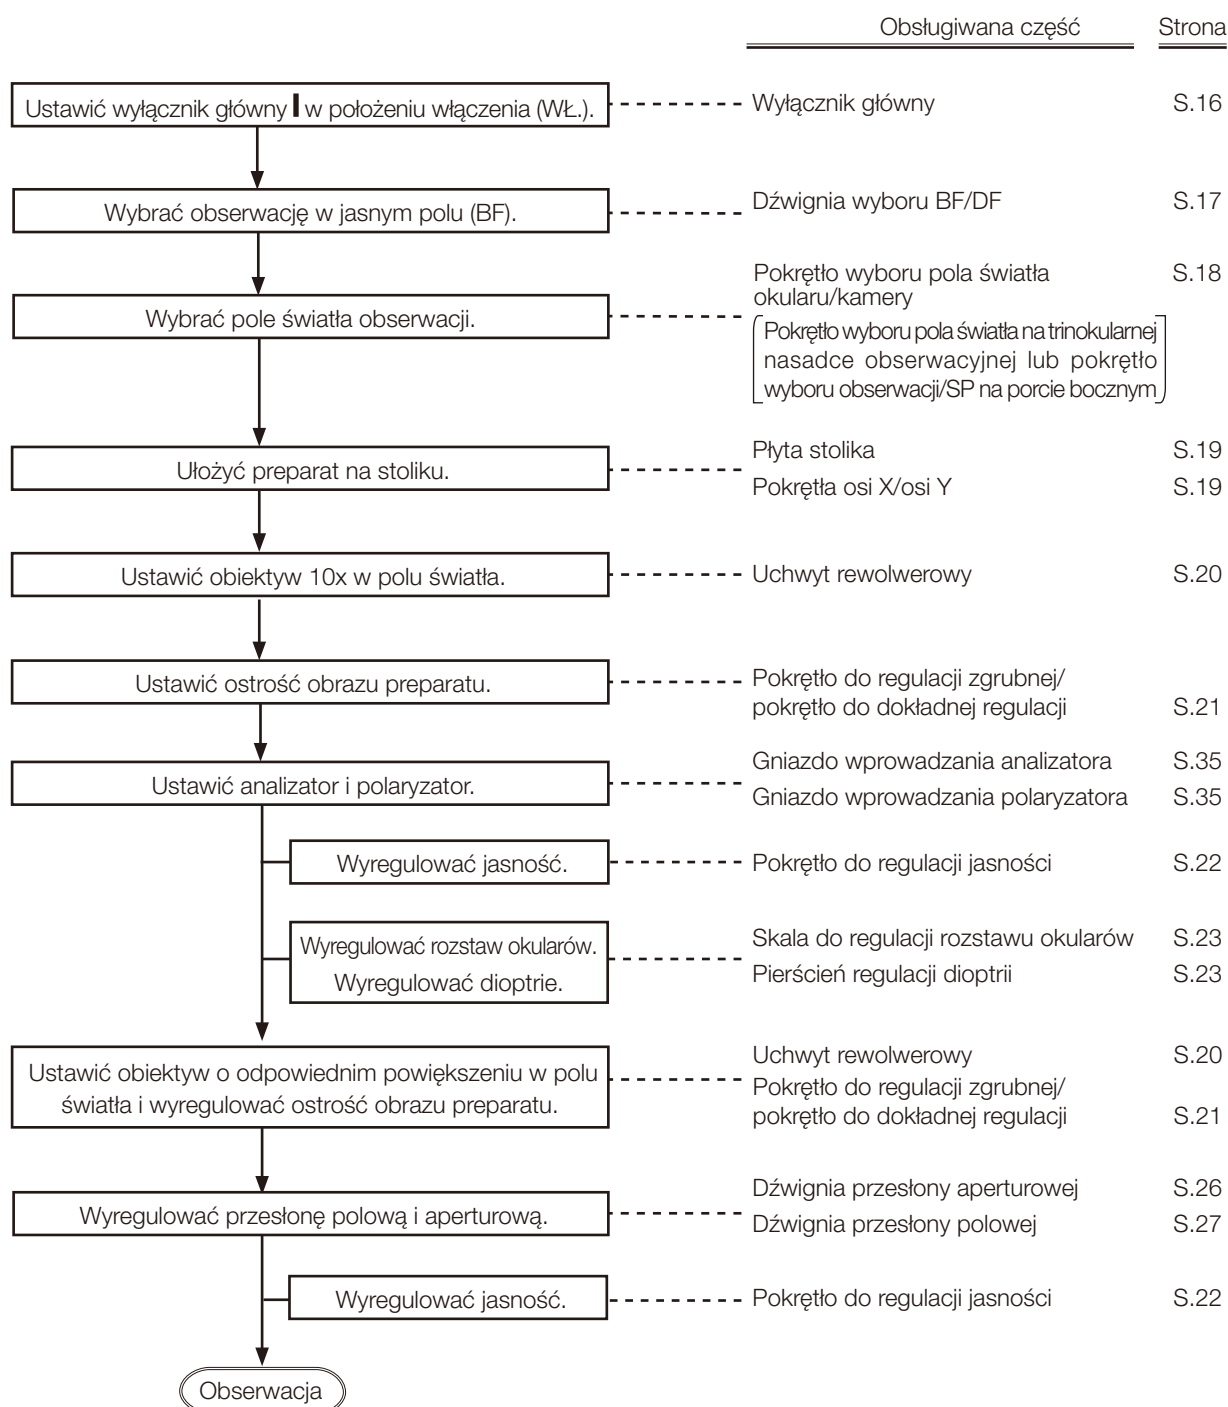 Obsługiwana część Strona
Ustawić wyłącznik główny I w położeniu włączenia (WŁ.). Wyłącznik główny S.16
Wybrać obserwację w jasnym polu (BF). Dźwignia wyboru BF/DF S.17
Wybrać pole światła obserwacji. Pokrętło wyboru pola światła S.18
okularu/kamery
Pokrętło wyboru pola światła na trinokularnej
nasadce obserwacyjnej lub pokrętło
wyboru obserwacji/SP na porcie bocznym
Ułożyć preparat na stoliku. Płyta stolika S.19
Pokrętła osi X/osi Y S.19
Ustawić obiektyw 10x w polu światła. Uchwyt rewolwerowy S.20
Ustawić ostrość obrazu preparatu. Pokrętło do regulacji zgrubnej/
pokrętło do dokładnej regulacji S.21
Ustawić analizator i polaryzator. Gniazdo wprowadzania analizatora S.35
Gniazdo wprowadzania polaryzatora S.35
Wyregulować jasność. Pokrętło do regulacji jasności S.22
Wyregulować rozstaw okularów. Skala do regulacji rozstawu okularów S.23
Wyregulować dioptrie. Pierścień regulacji dioptrii S.23
Ustawić obiektyw o odpowiednim powiększeniu w polu Uchwyt rewolwerowy S.20
światła i wyregulować ostrość obrazu preparatu. Pokrętło do regulacji zgrubnej/
pokrętło do dokładnej regulacji S.21
Wyregulować przesłonę polową i aperturową. Dźwignia przesłony aperturowej S.26
Dźwignia przesłony polowej S.27
Wyregulować jasność. Pokrętło do regulacji jasności S.22
Obserwacja